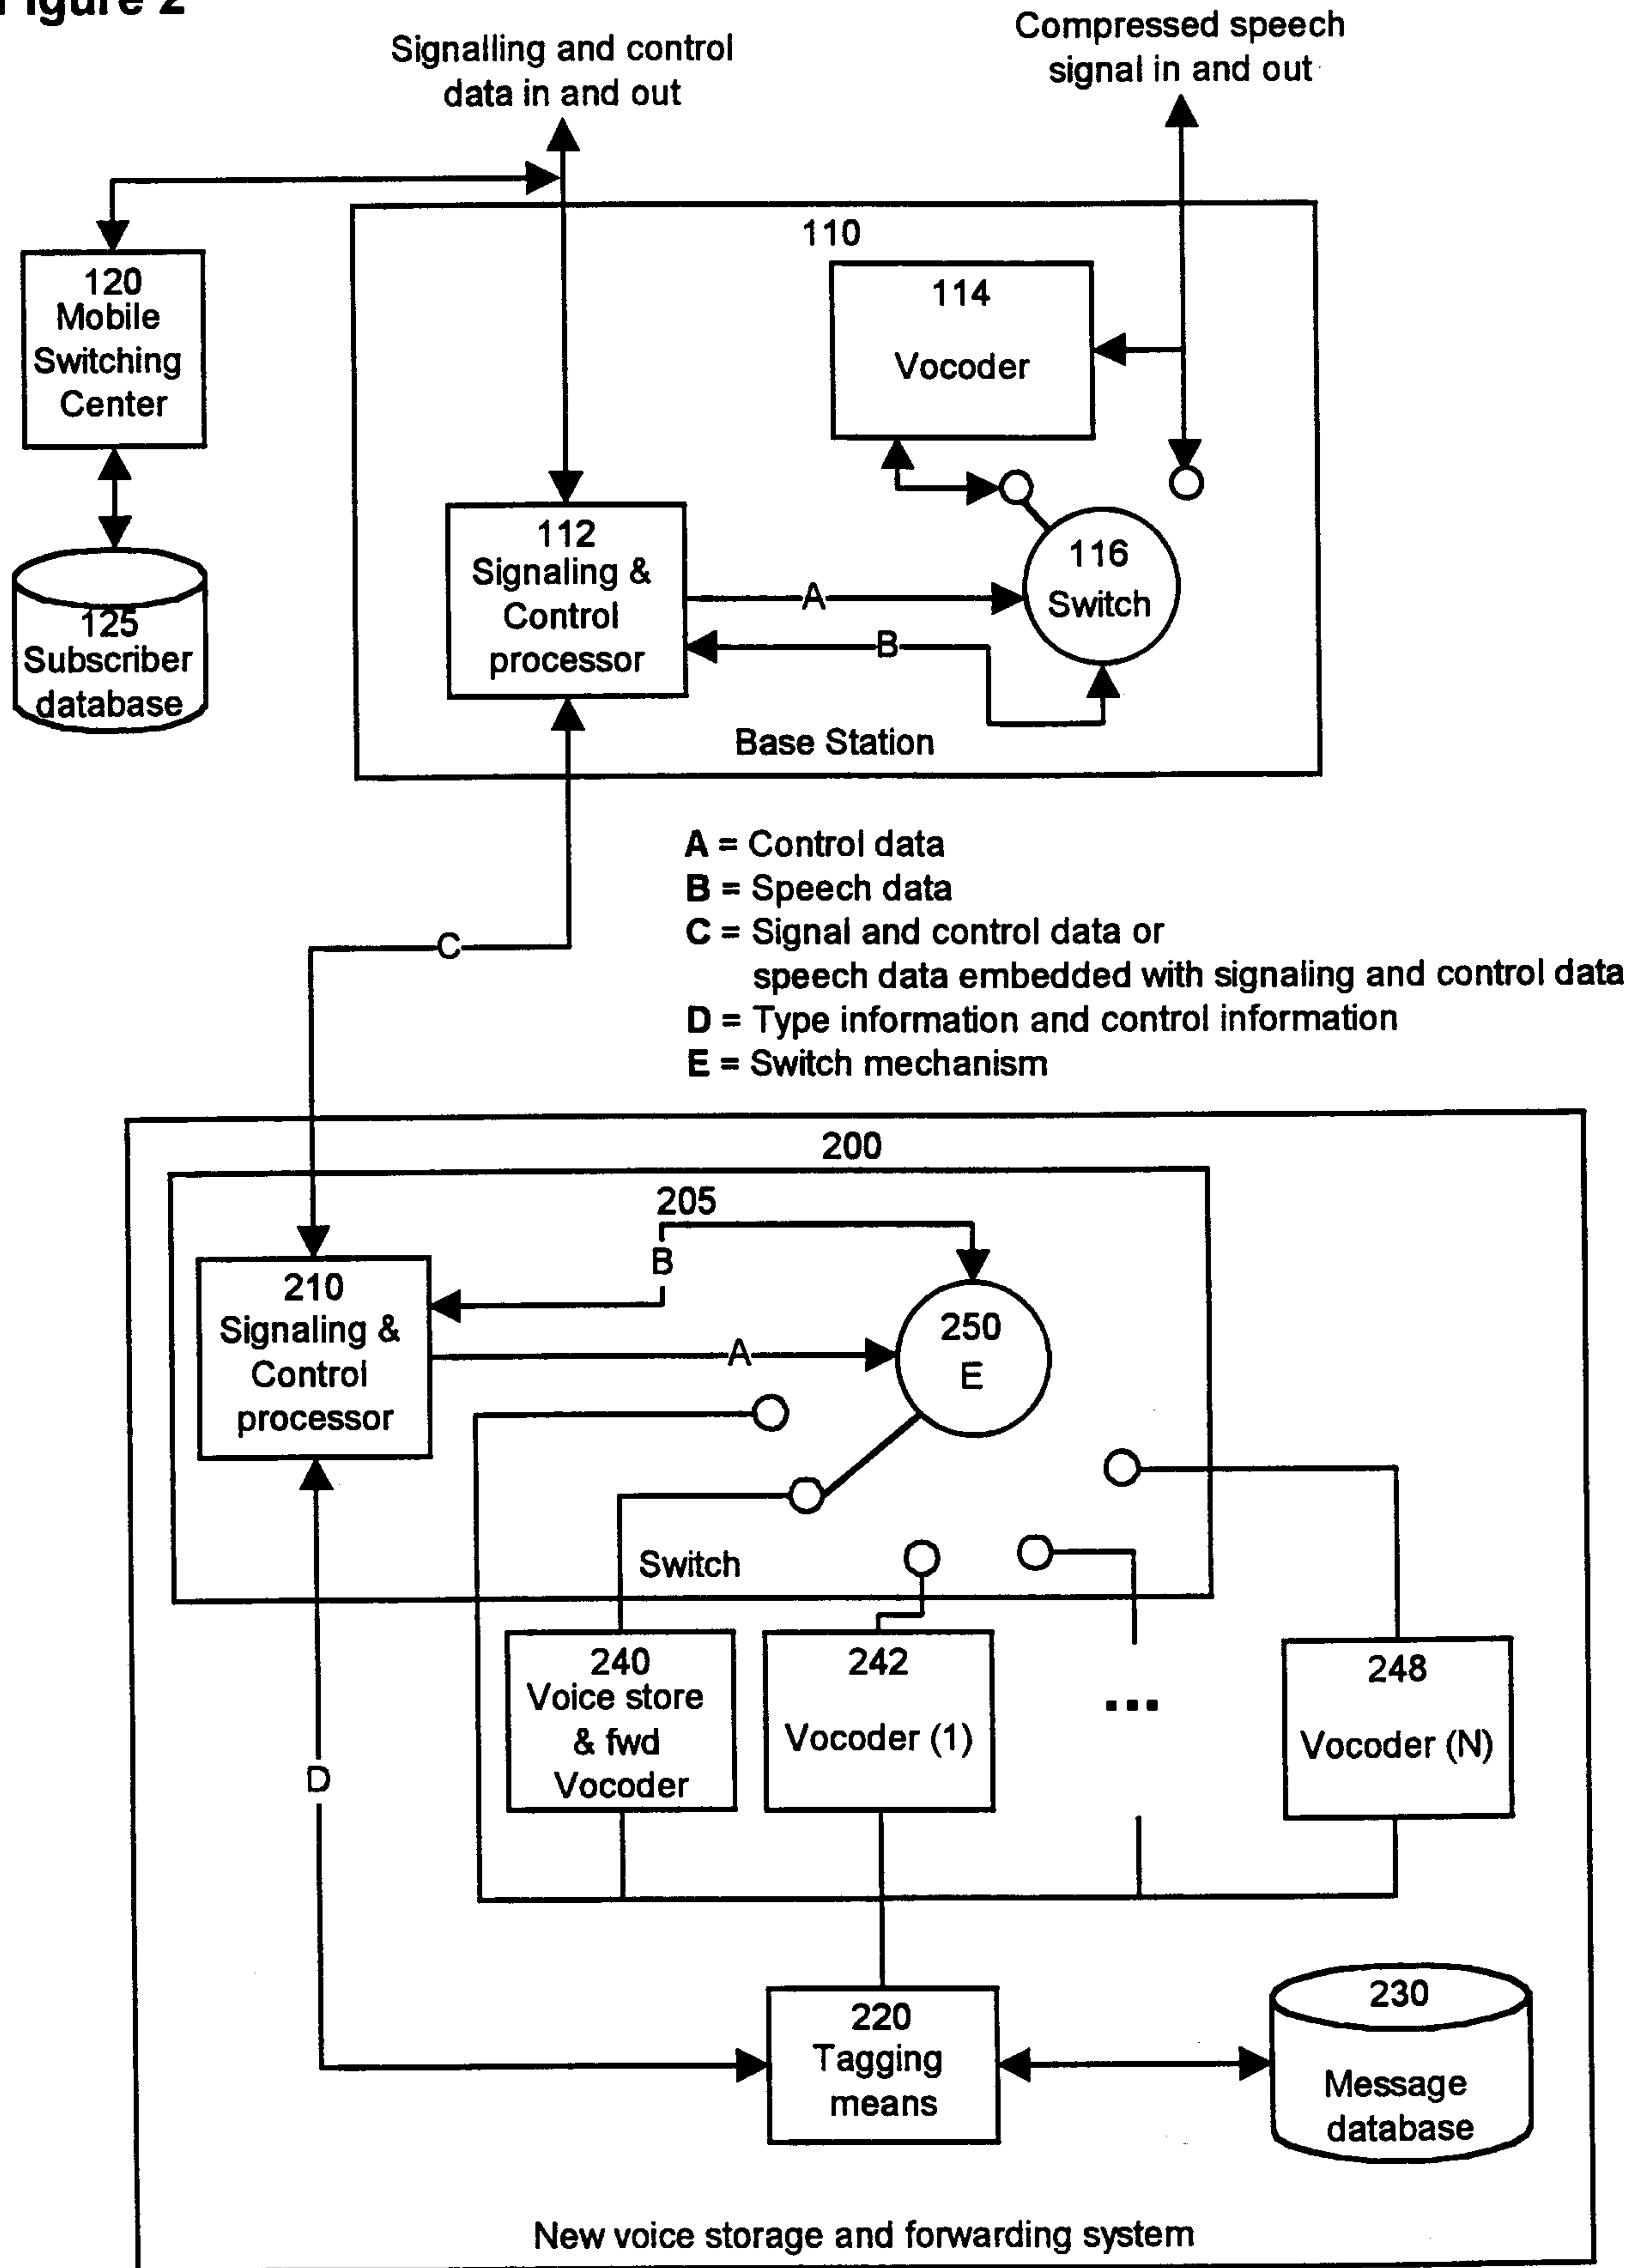 Figure 2
Signalling and control
data in and out
Compressed speech
signal in and out
110
114
Vocoder
120
Mobile
Switching
Center
112
Signaling &
Control
processor
116
Switch
A
B
125
Subscriber
database
Base Station
A = Control data
B = Speech data
C = Signal and control data or
speech data embedded with signaling and control data
D = Type information and control information
E = Switch mechanism
C
200
205
B
210
Signaling &
Control
processor
A
250
E
Switch
240
Voice store
& fwd
Vocoder
242
Vocoder (1)
...
248
Vocoder (N)
D
220
Tagging
means
230
Message
database
New voice storage and forwarding system